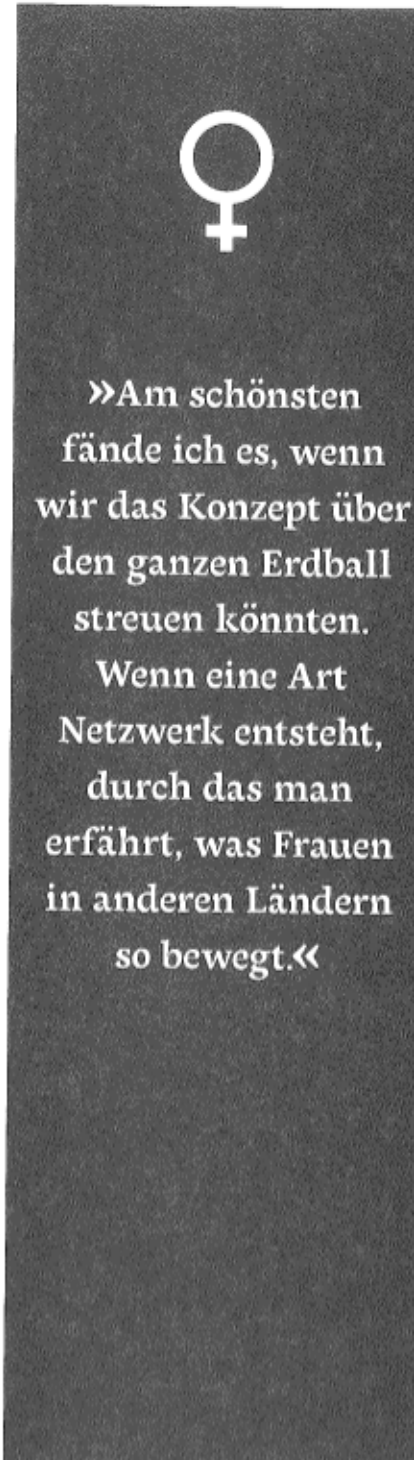 »Am schönsten
fände ich es, wenn
wir das Konzept über
den ganzen Erdball
streuen könnten.
Wenn eine Art
Netzwerk entsteht,
durch das man
erfährt, was Frauen
in anderen Ländern
so bewegt.«